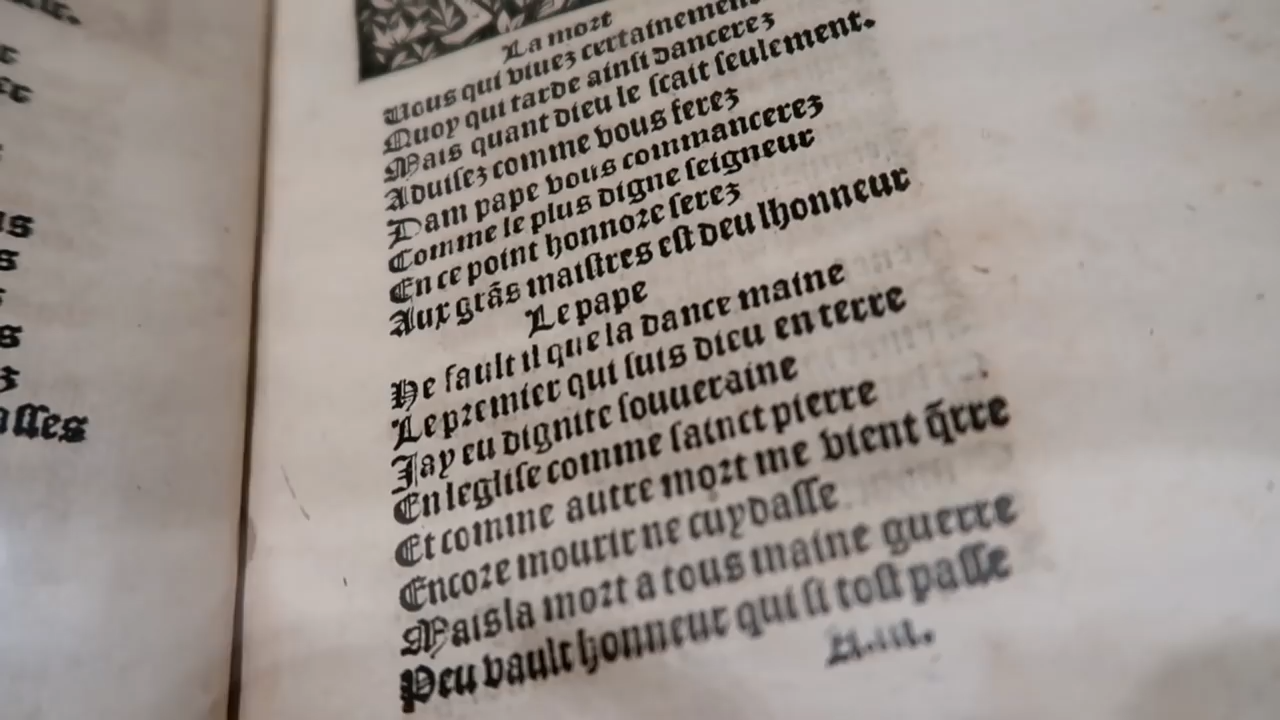 La mort
Vous qui viuez certainement
Quoy qui tarde ainsi dancerez
Mais quant dieu le scait seulement.
Aduisez comme vous ferez
Dam pape vous commancerez
Comme le plus digne seigneur
En ce point honnore serez
Aux grãs maistres est deu lhonneur
Le pape
He fault il que la dance maine
Le premier qui suis dieu en terre
Jay eu dignite souueraine
En leglise comme sainct pierre
Et comme autre mort me vient q̃rre
Encore mourir ne cuydasse
Mais la mort a tous maine guerre
Peu vault honneur qui si tost passe
asses